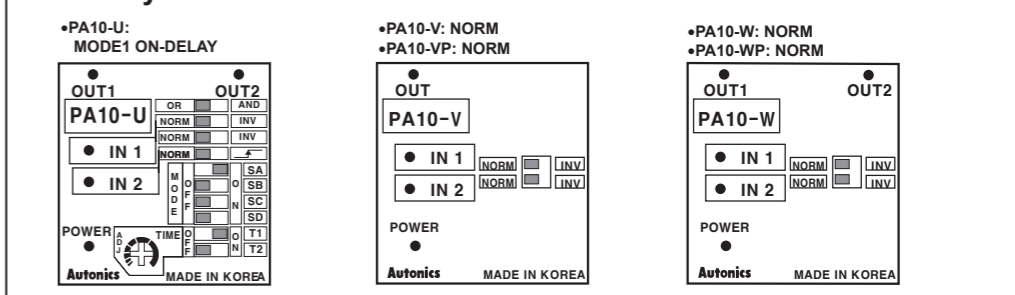 •PA10-U:
MODE1 ON-DELAY
OUT1 OUT2
PA10-U
OR AND
NORM INV
NORM INV
NORM
IN 1
IN 2
MODE
OFF
ON
SA
SB
SC
SD
POWER
ADJ
TIME
OFF
ON
T1
T2
Autonics MADE IN KOREA
•PA10-V: NORM
•PA10-VP: NORM
OUT
PA10-V
IN 1 NORM INV
IN 2 NORM INV
POWER
Autonics MADE IN KOREA
•PA10-W: NORM
•PA10-WP: NORM
OUT1 OUT2
PA10-W
IN 1 NORM INV
IN 2 NORM INV
POWER
Autonics MADE IN KOREA